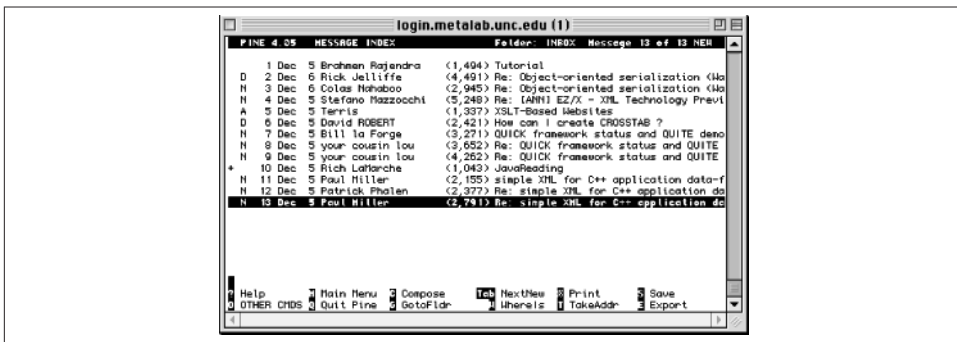 login.metalab.unc.edu (1)
PINE 4.05 MESSAGE INDEX Folder: INBOX Message 13 of 13 NEW
1 Dec 5 Brahmen Rajendra (1,494) Tutorial
D 2 Dec 6 Rick Jelliffe (4,491) Re: Object-oriented serialization (Wa
N 3 Dec 6 Colas Nahaboo (2,945) Re: Object-oriented serialization (Wa
N 4 Dec 5 Stefano Mazzocchi (5,248) Re: [ANN] EZ/X - XML Technology Previ
A 5 Dec 5 Terris (1,337) XSLT-Based Websites
D 6 Dec 5 David ROBERT (2,421) How can I create CROSSTAB ?
N 7 Dec 5 Bill la Forge (3,271) QUICK framework status and QUITE demo
N 8 Dec 5 your cousin lou (3,652) Re: QUICK framework status and QUITE
N 9 Dec 5 your cousin lou (4,262) Re: QUICK framework status and QUITE
+ 10 Dec 5 Rich LaMarche (1,043) JavaReading
N 11 Dec 5 Paul Miller (2,155) simple XML for C++ application data-f
N 12 Dec 5 Patrick Phalen (2,377) Re: simple XML for C++ application da
N 13 Dec 5 Paul Miller (2,791) Re: simple XML for C++ application da
? Help M Main Menu C Compose Tab NextNew % Print S Save
O OTHER CMDS Q Quit Pine G GotoFldr W WhereIs T TakeAddr E Export